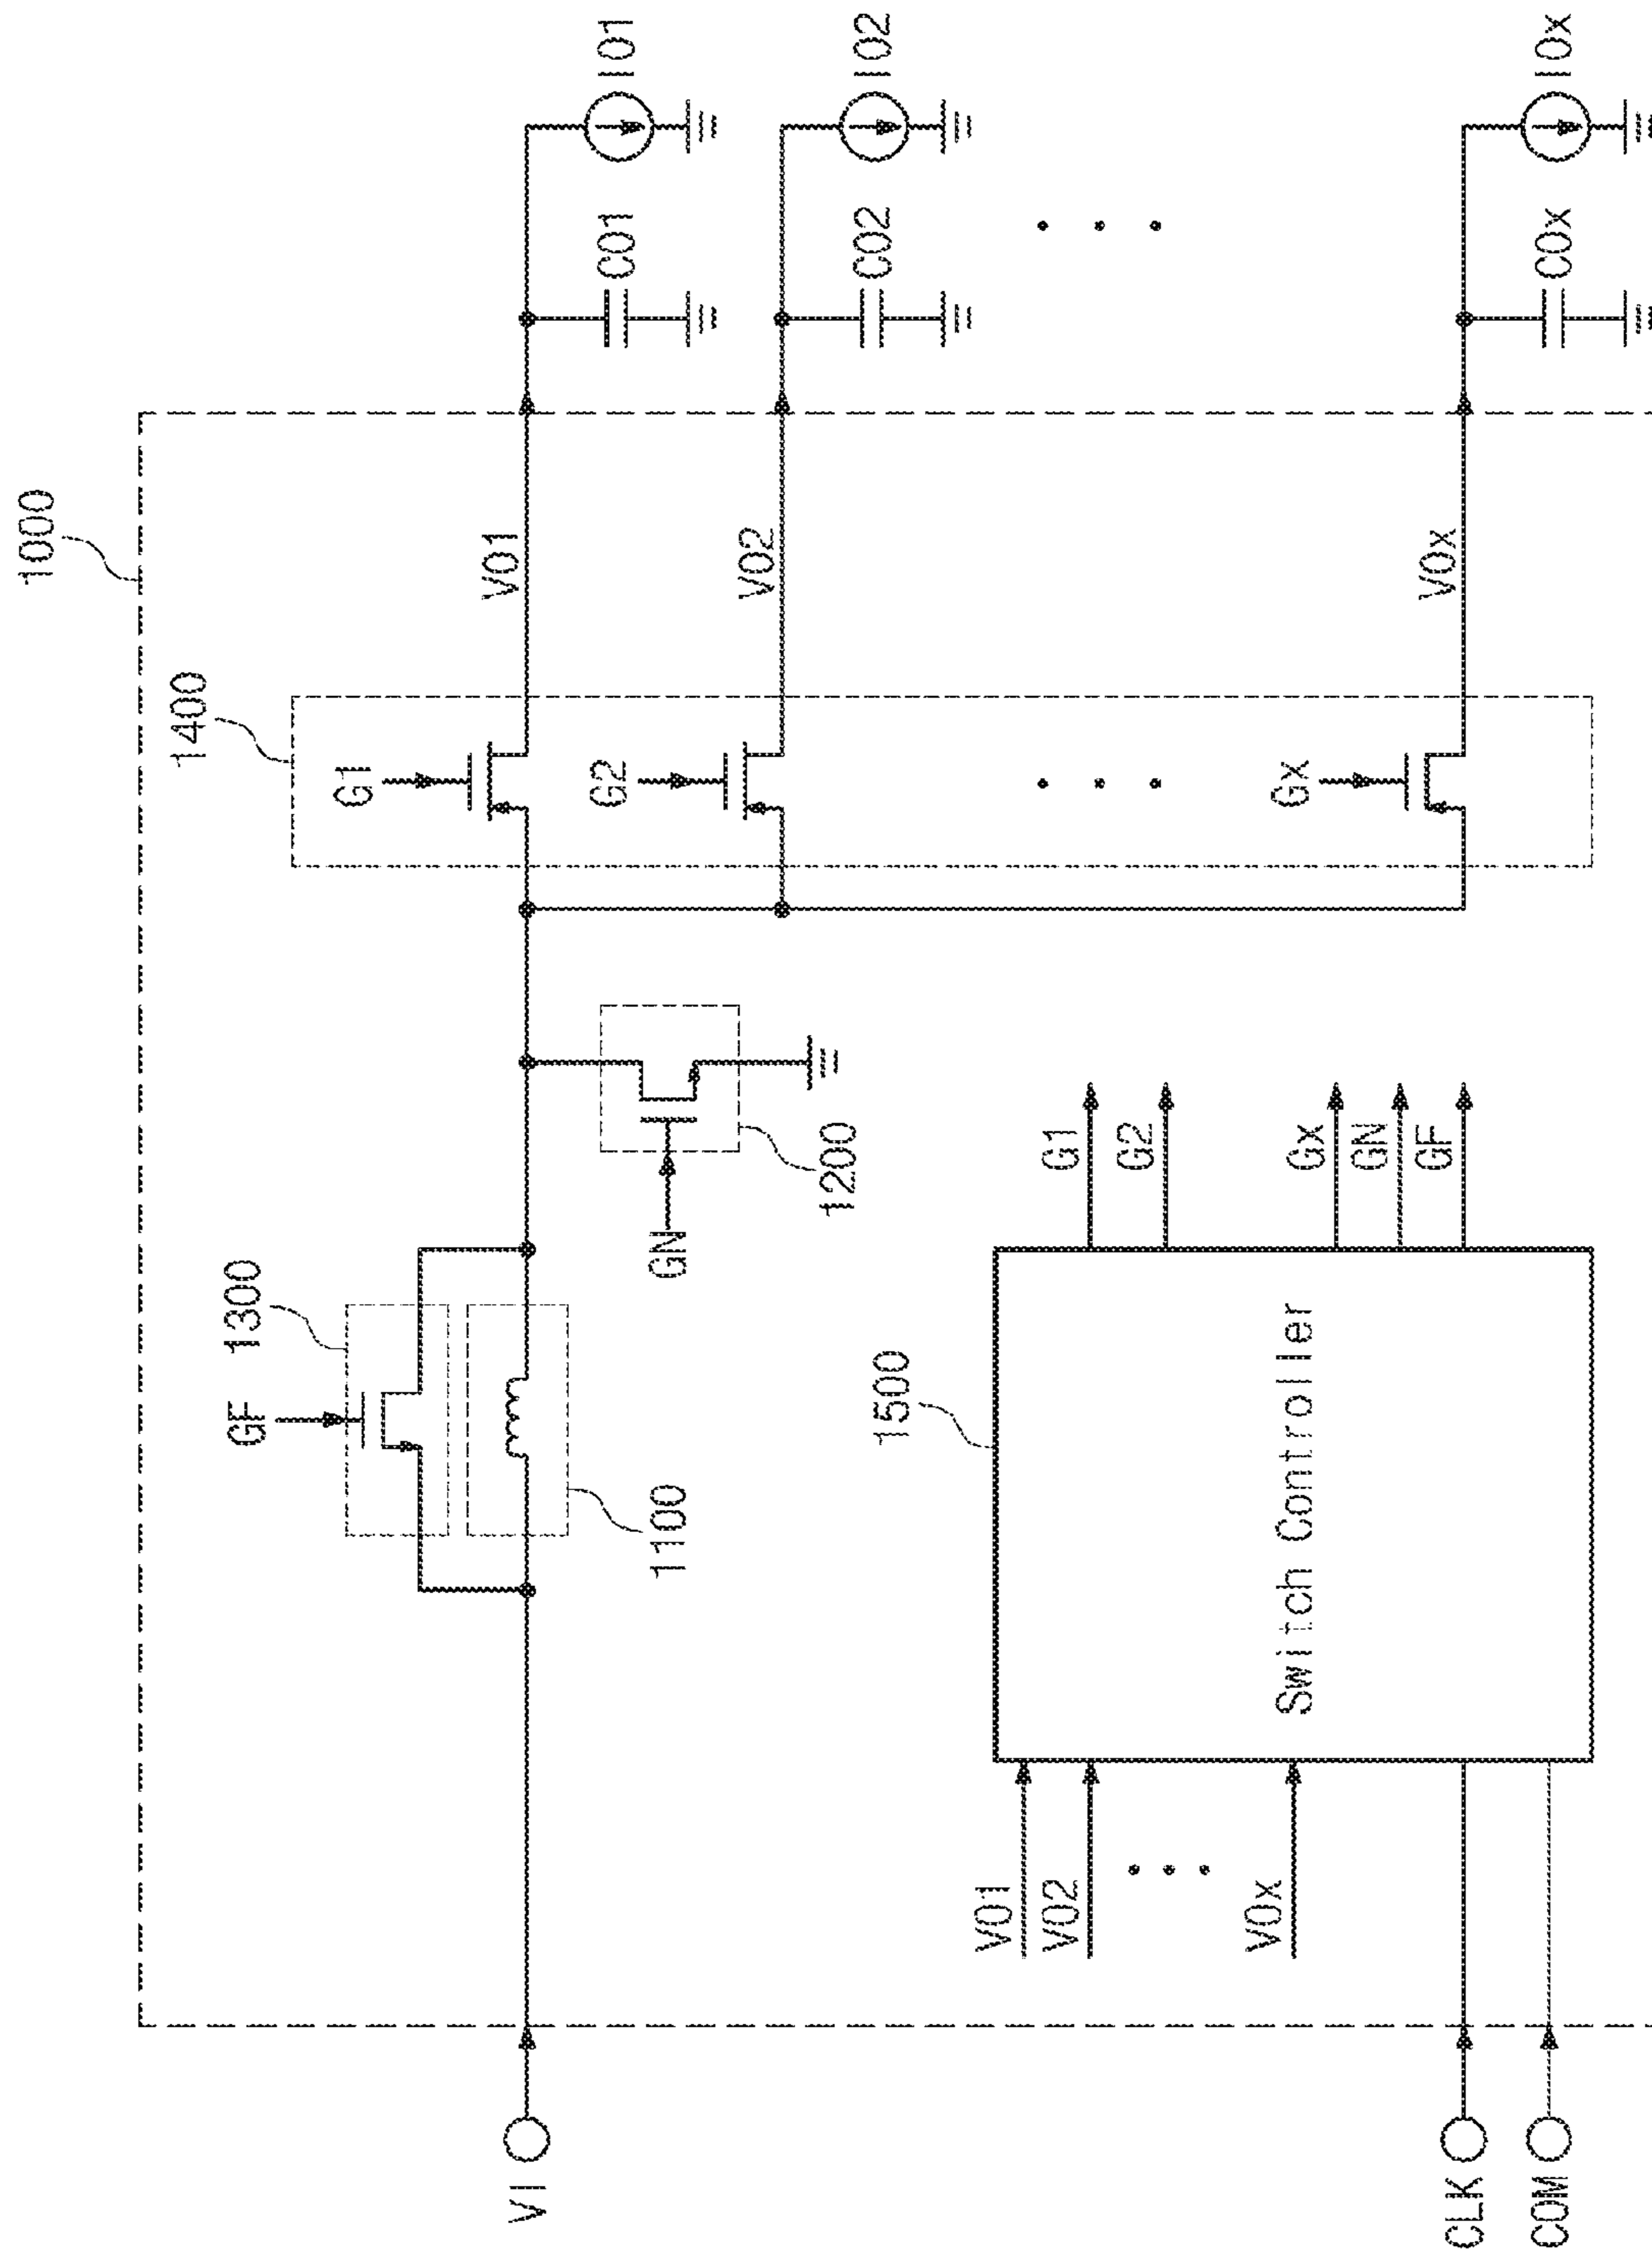 1000
1400
1300
GF
G1
V01
C01
I01
1100
GN
1200
G2
V02
C02
I02
VI
Gx
V0x
C0x
I0x
1500
V01
V02
V0x
Switch Controller
G1
G2
Gx
GN
GF
CLK
COM